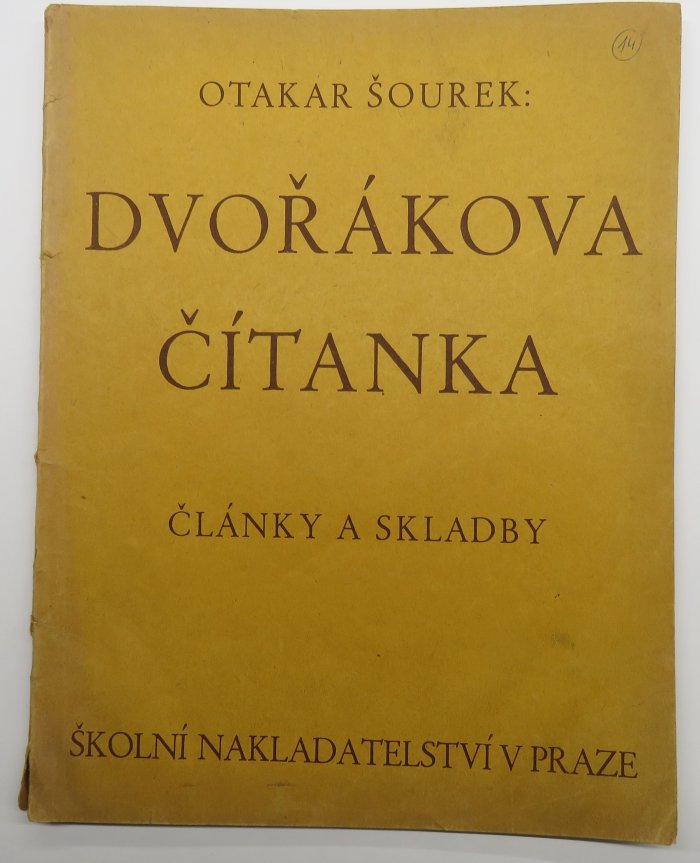 14
OTAKAR ŠOUREK:
DVOŘÁKOVA
ČÍTANKA
ČLÁNKY A SKLADBY
ŠKOLNÍ NAKLADATELSTVÍ V PRAZE